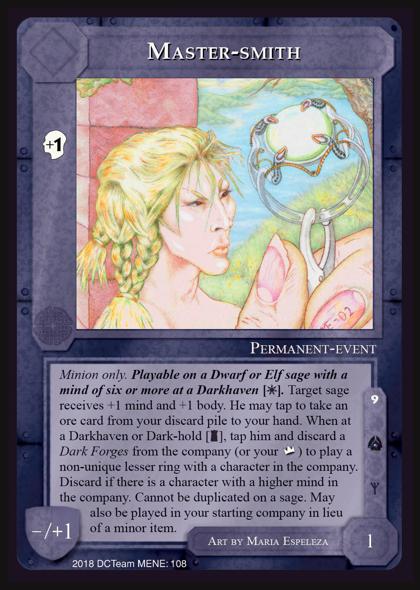 MASTER-SMITH
+1
PERMANENT-EVENT
Minion only. Playable on a Dwarf or Elf sage with a
mind of six or more at a Darkhaven [ ]. Target sage
receives +1 mind and +1 body. He may tap to take an
ore card from your discard pile to your hand. When at
a Darkhaven or Dark-hold [ ], tap him and discard a
Dark Forges from the company (or your ) to play a
non-unique lesser ring with a character in the company.
Discard if there is a character with a higher mind in
the company. Cannot be duplicated on a sage. May
also be played in your starting company in lieu
of a minor item.
9
–/+1
ART BY MARIA ESPELEZA
1
2018 DCTeam MENE: 108